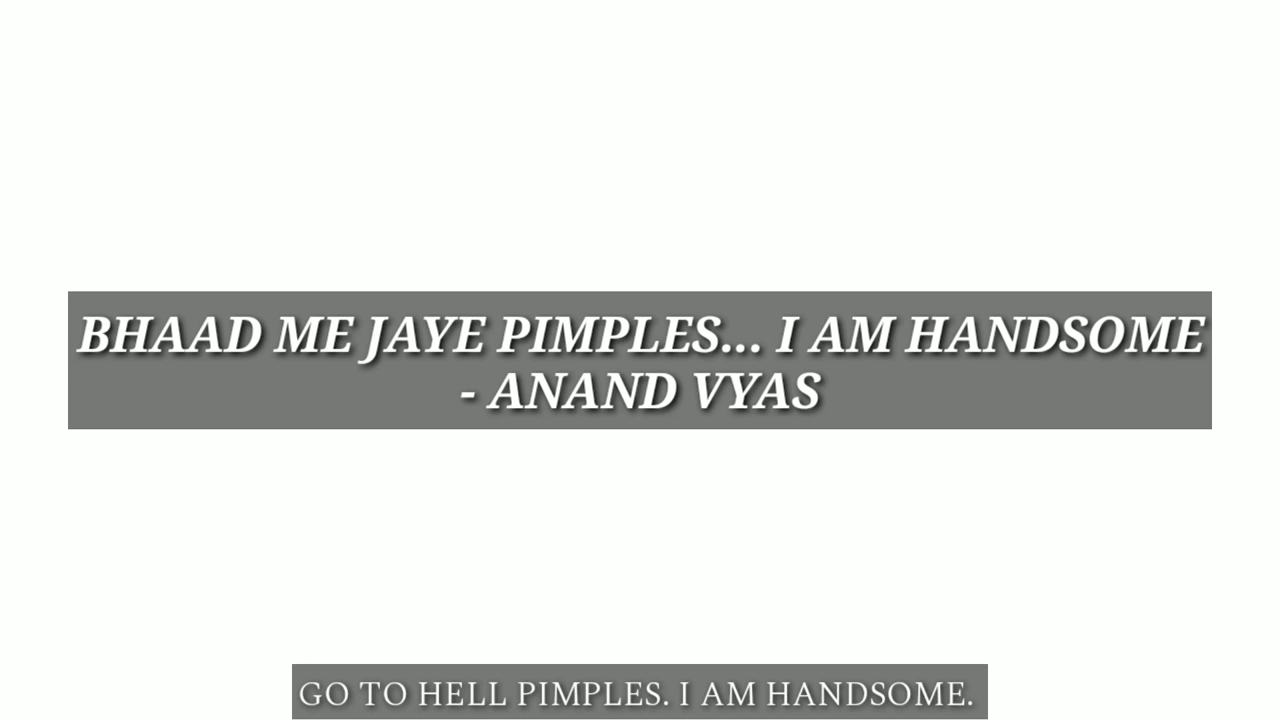 BHAAD ME JAYE PIMPLES... I AM HANDSOME
- ANAND VYAS
GO TO HELL PIMPLES. I AM HANDSOME.